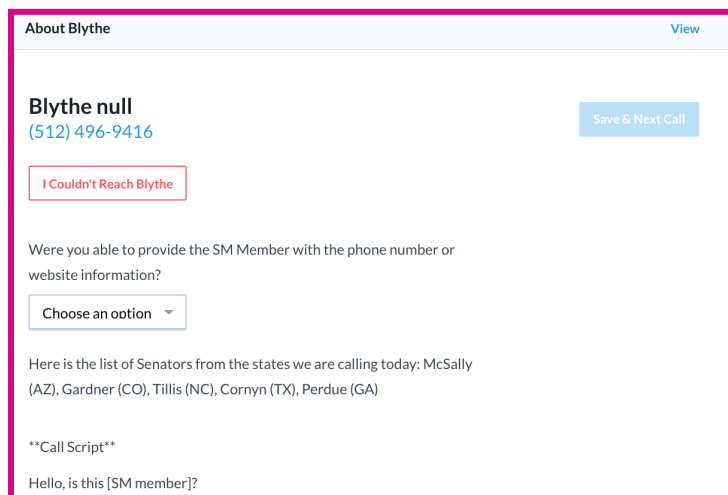 About Blythe
View
Blythe null
(512) 496-9416
Save & Next Call
I Couldn't Reach Blythe
Were you able to provide the SM Member with the phone number or
website information?
Choose an option
Here is the list of Senators from the states we are calling today: McSally
(AZ), Gardner (CO), Tillis (NC), Cornyn (TX), Perdue (GA)
**Call Script**
Hello, is this [SM member]?